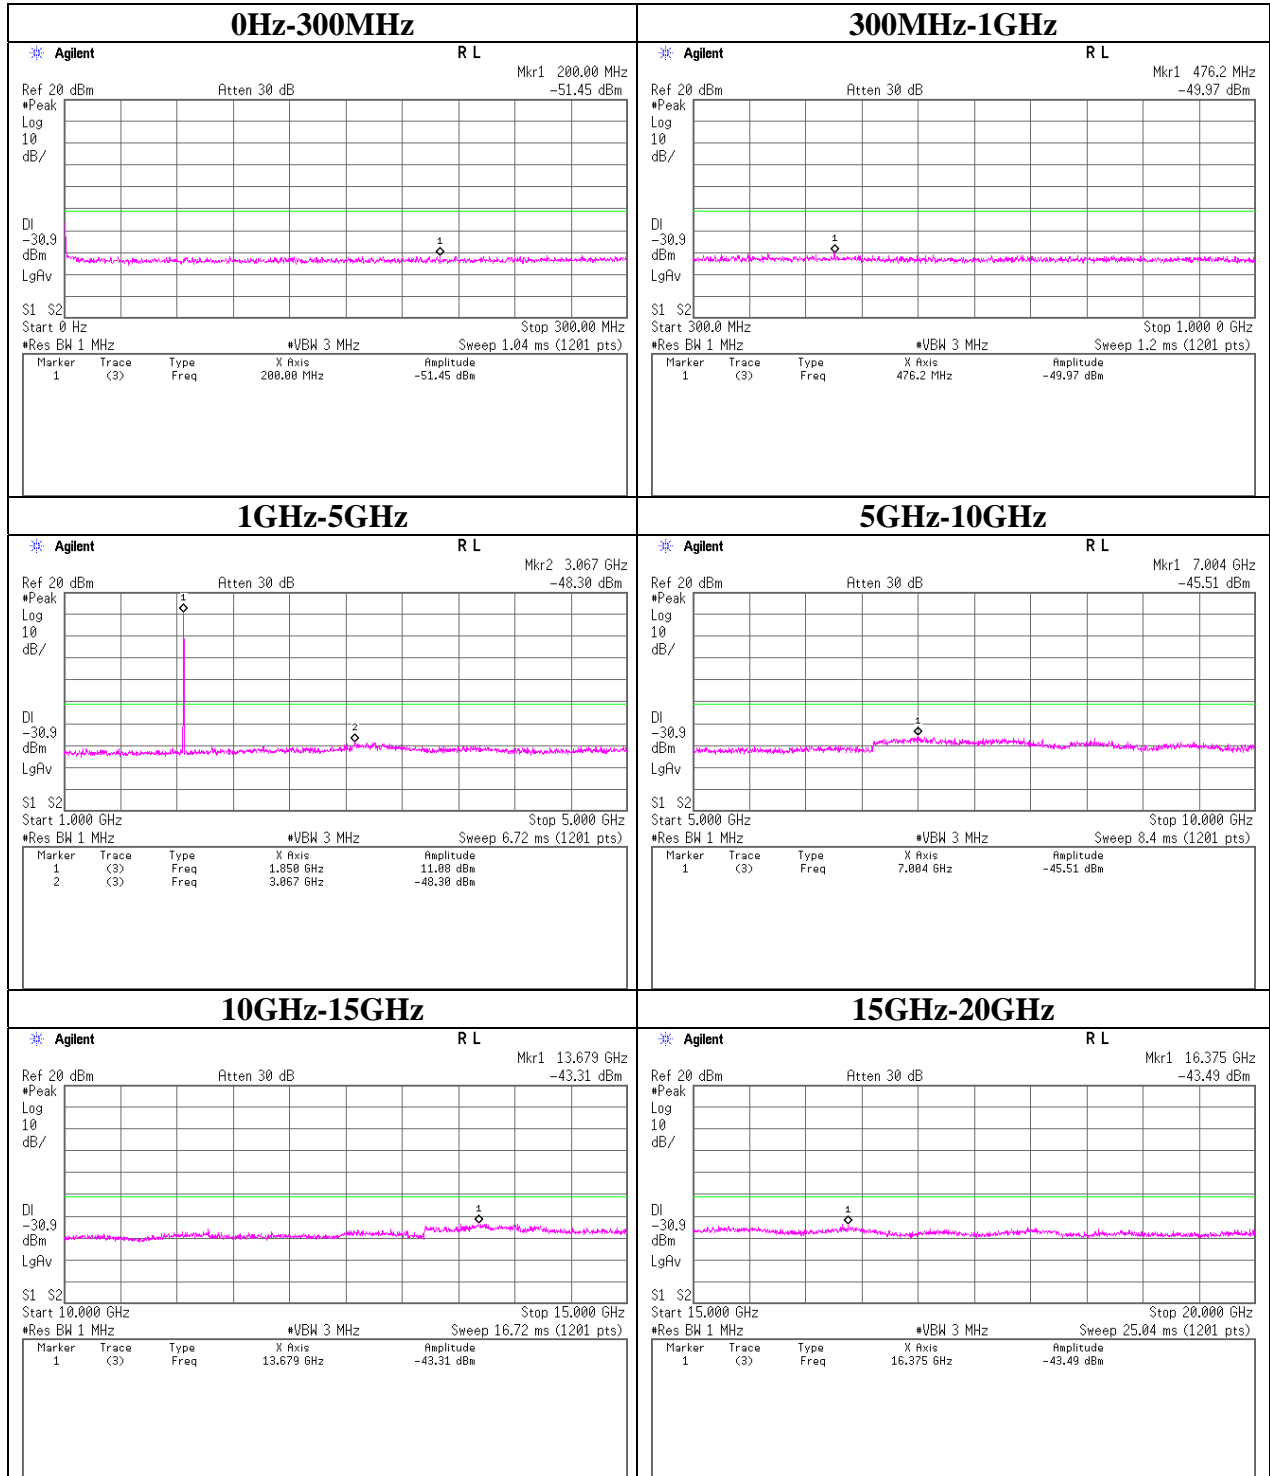 0Hz-300MHz
Agilent R L
Mkr1 200.00 MHz
Ref 20 dBm Atten 30 dB -51.45 dBm
#Peak
Log
10
dB/
1
DI
-30.9
dBm
LgAv
S1 S2
Start 0 Hz Stop 300.00 MHz
#Res BW 1 MHz #VBW 3 MHz Sweep 1.04 ms (1201 pts)
Marker Trace Type X Axis Amplitude
1 (3) Freq 200.00 MHz -51.45 dBm
300MHz-1GHz
Agilent R L
Mkr1 476.2 MHz
Ref 20 dBm Atten 30 dB -49.97 dBm
#Peak
Log
10
dB/
1
DI
-30.9
dBm
LgAv
S1 S2
Start 300.0 MHz Stop 1.000 0 GHz
#Res BW 1 MHz #VBW 3 MHz Sweep 1.2 ms (1201 pts)
Marker Trace Type X Axis Amplitude
1 (3) Freq 476.2 MHz -49.97 dBm
1GHz-5GHz
Agilent R L
Mkr2 3.067 GHz
Ref 20 dBm Atten 30 dB -48.30 dBm
#Peak
1
Log
10
dB/
DI
2
-30.9
dBm
LgAv
S1 S2
Start 1.000 GHz Stop 5.000 GHz
#Res BW 1 MHz #VBW 3 MHz Sweep 6.72 ms (1201 pts)
Marker Trace Type X Axis Amplitude
1 (3) Freq 1.850 GHz 11.08 dBm
2 (3) Freq 3.067 GHz -48.30 dBm
5GHz-10GHz
Agilent R L
Mkr1 7.004 GHz
Ref 20 dBm Atten 30 dB -45.51 dBm
#Peak
Log
10
dB/
DI
1
-30.9
dBm
LgAv
S1 S2
Start 5.000 GHz Stop 10.000 GHz
#Res BW 1 MHz #VBW 3 MHz Sweep 8.4 ms (1201 pts)
Marker Trace Type X Axis Amplitude
1 (3) Freq 7.004 GHz -45.51 dBm
10GHz-15GHz
Agilent R L
Mkr1 13.679 GHz
Ref 20 dBm Atten 30 dB -43.31 dBm
#Peak
Log
10
dB/
DI
1
-30.9
dBm
LgAv
S1 S2
Start 10.000 GHz Stop 15.000 GHz
#Res BW 1 MHz #VBW 3 MHz Sweep 16.72 ms (1201 pts)
Marker Trace Type X Axis Amplitude
1 (3) Freq 13.679 GHz -43.31 dBm
15GHz-20GHz
Agilent R L
Mkr1 16.375 GHz
Ref 20 dBm Atten 30 dB -43.49 dBm
#Peak
Log
10
dB/
DI
1
-30.9
dBm
LgAv
S1 S2
Start 15.000 GHz Stop 20.000 GHz
#Res BW 1 MHz #VBW 3 MHz Sweep 25.04 ms (1201 pts)
Marker Trace Type X Axis Amplitude
1 (3) Freq 16.375 GHz -43.49 dBm